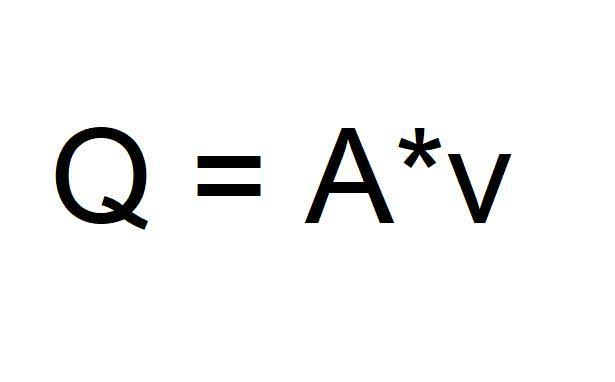 Q = A*v